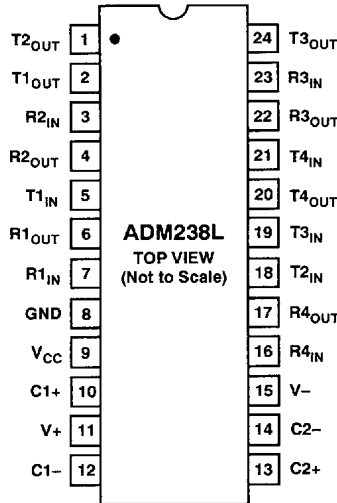 T2OUT 1 24 T3OUT
T1OUT 2 23 R3IN
R2IN 3 22 R3OUT
R2OUT 4 21 T4IN
T1IN 5 20 T4OUT
R1OUT 6 19 T3IN
R1IN 7 18 T2IN
GND 8 17 R4OUT
VCC 9 16 R4IN
C1+ 10 15 V–
V+ 11 14 C2–
C1– 12 13 C2+
ADM238L
TOP VIEW
(Not to Scale)